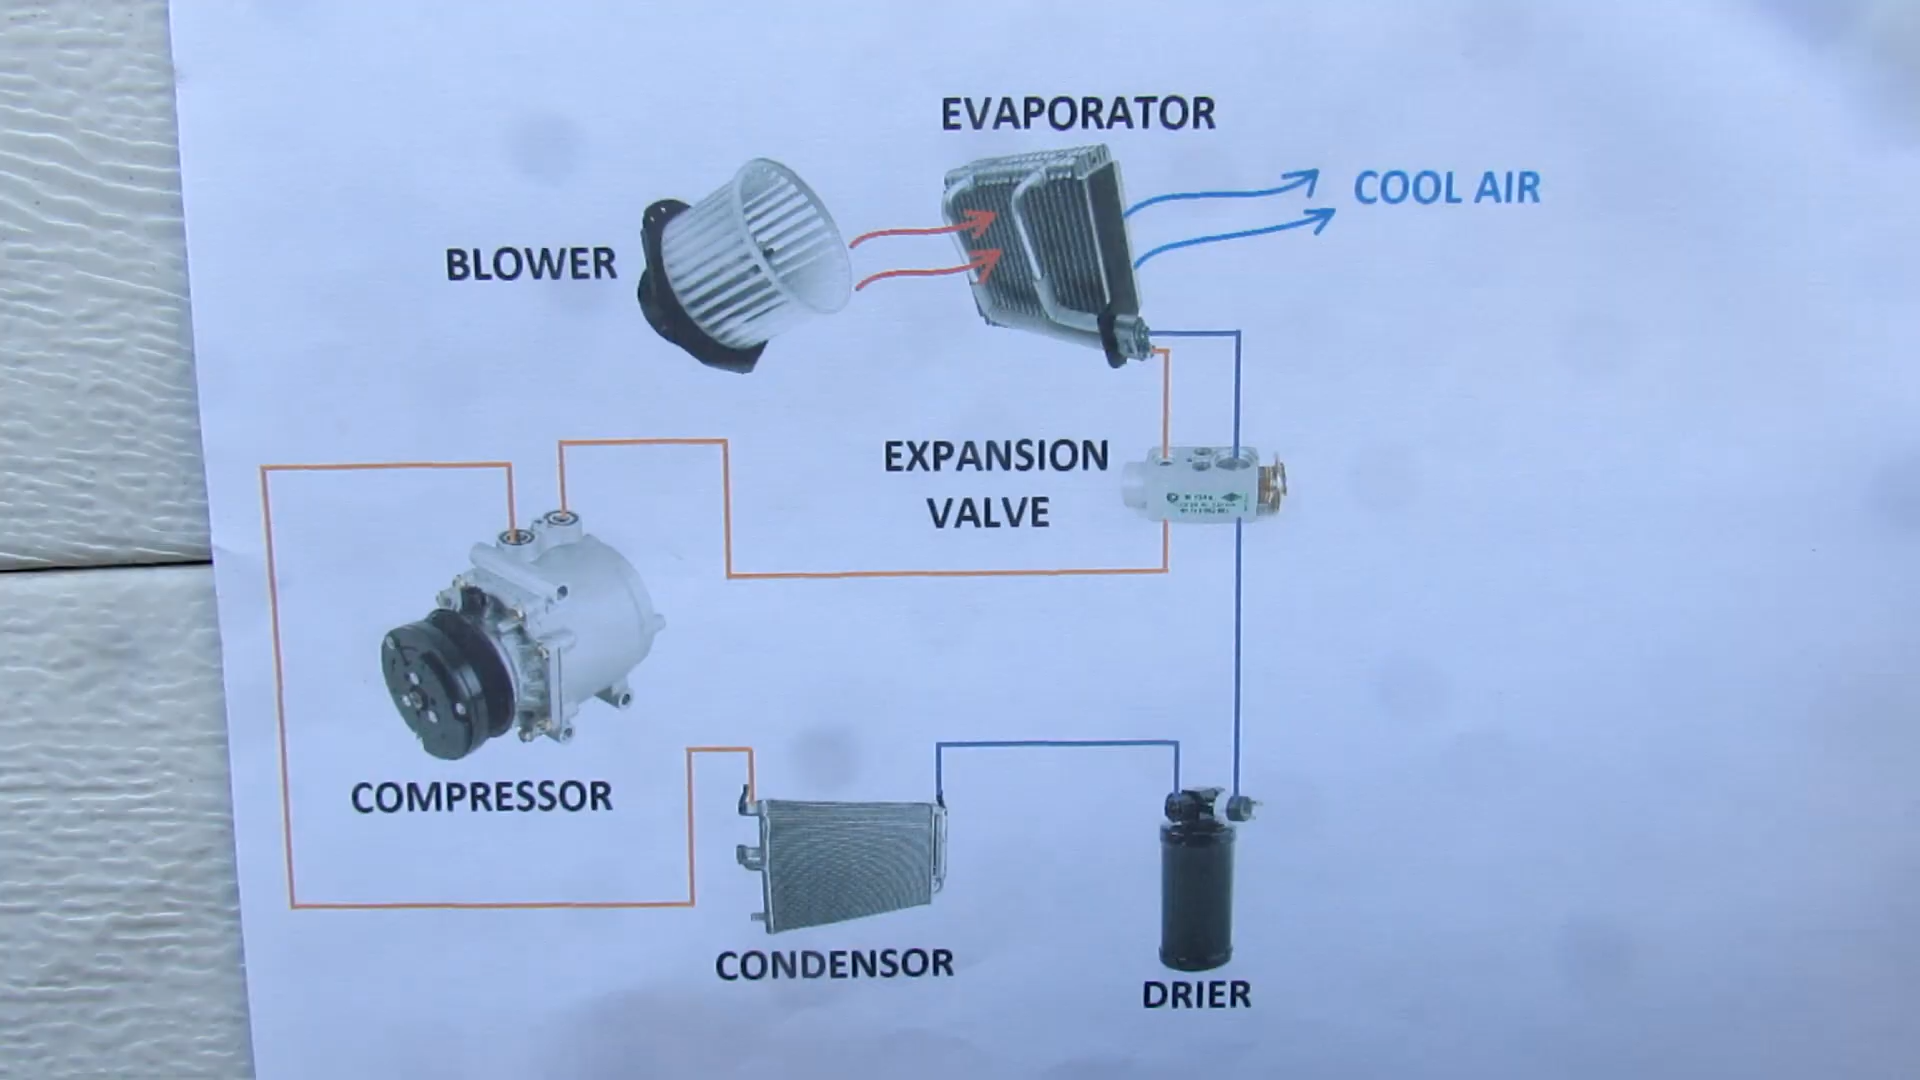 EVAPORATOR
COOL AIR
BLOWER
EXPANSION
VALVE
COMPRESSOR
CONDENSOR
DRIER